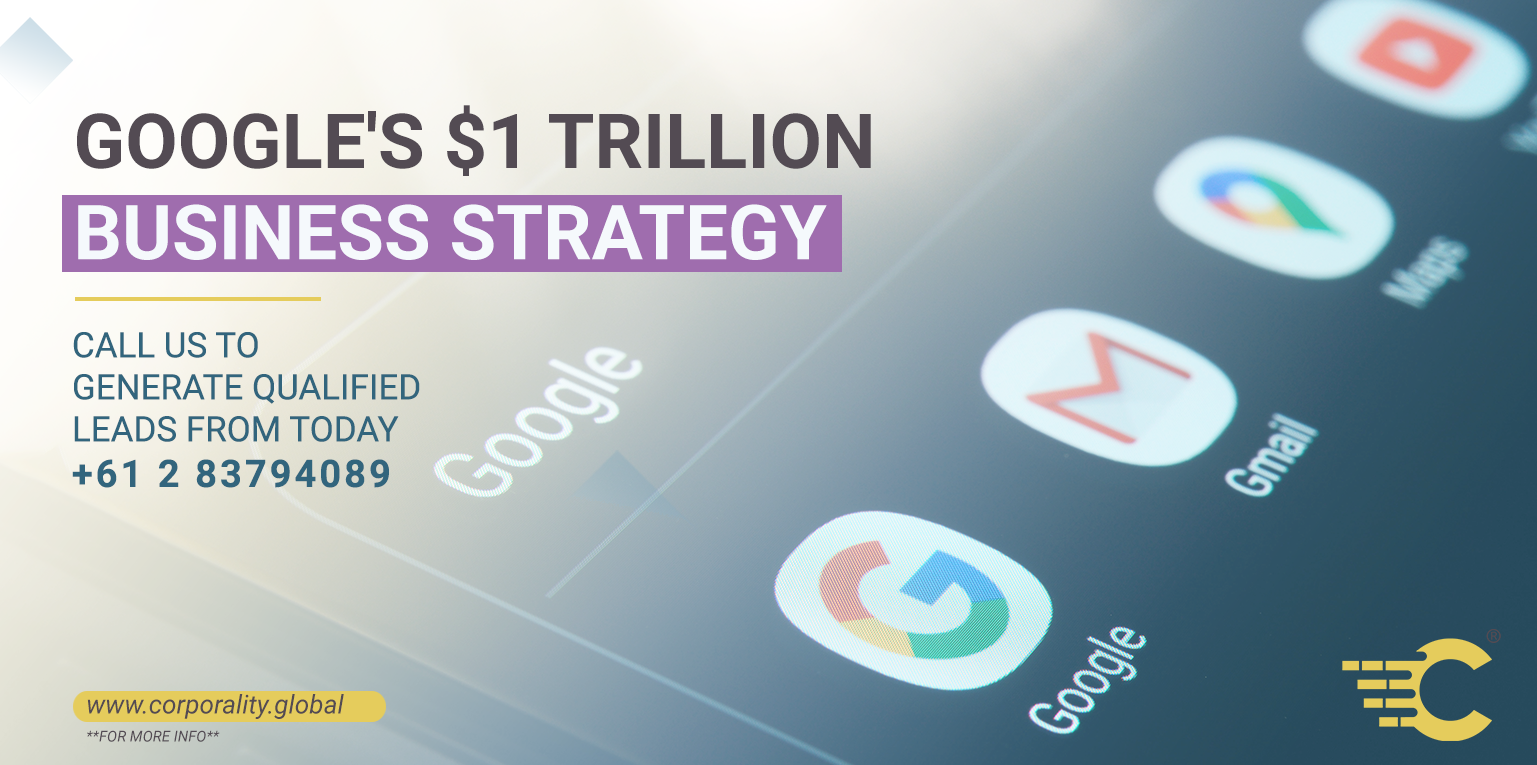 GOOGLE'S $1 TRILLION
BUSINESS STRATEGY
CALL US TO
GENERATE QUALIFIED
LEADS FROM TODAY
+61 2 83794089
Google
Maps
Gmail
Google
www.corporality.global
**FOR MORE INFO**
®